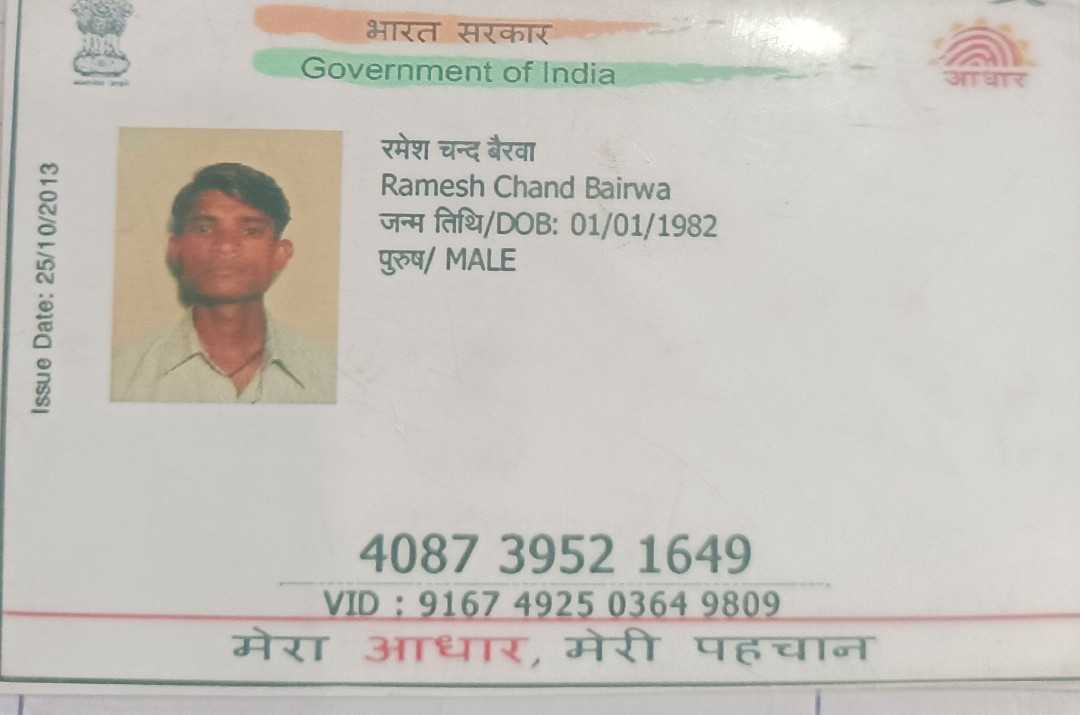 भारत सरकार
Government of India
आधार
Issue Date: 25/10/2013
रमेश चन्द बैरवा
Ramesh Chand Bairwa
जन्म तिथि/DOB: 01/01/1982
पुरुष/ MALE
4087 3952 1649
VID : 9167 4925 0364 9809
मेरा आधार, मेरी पहचान